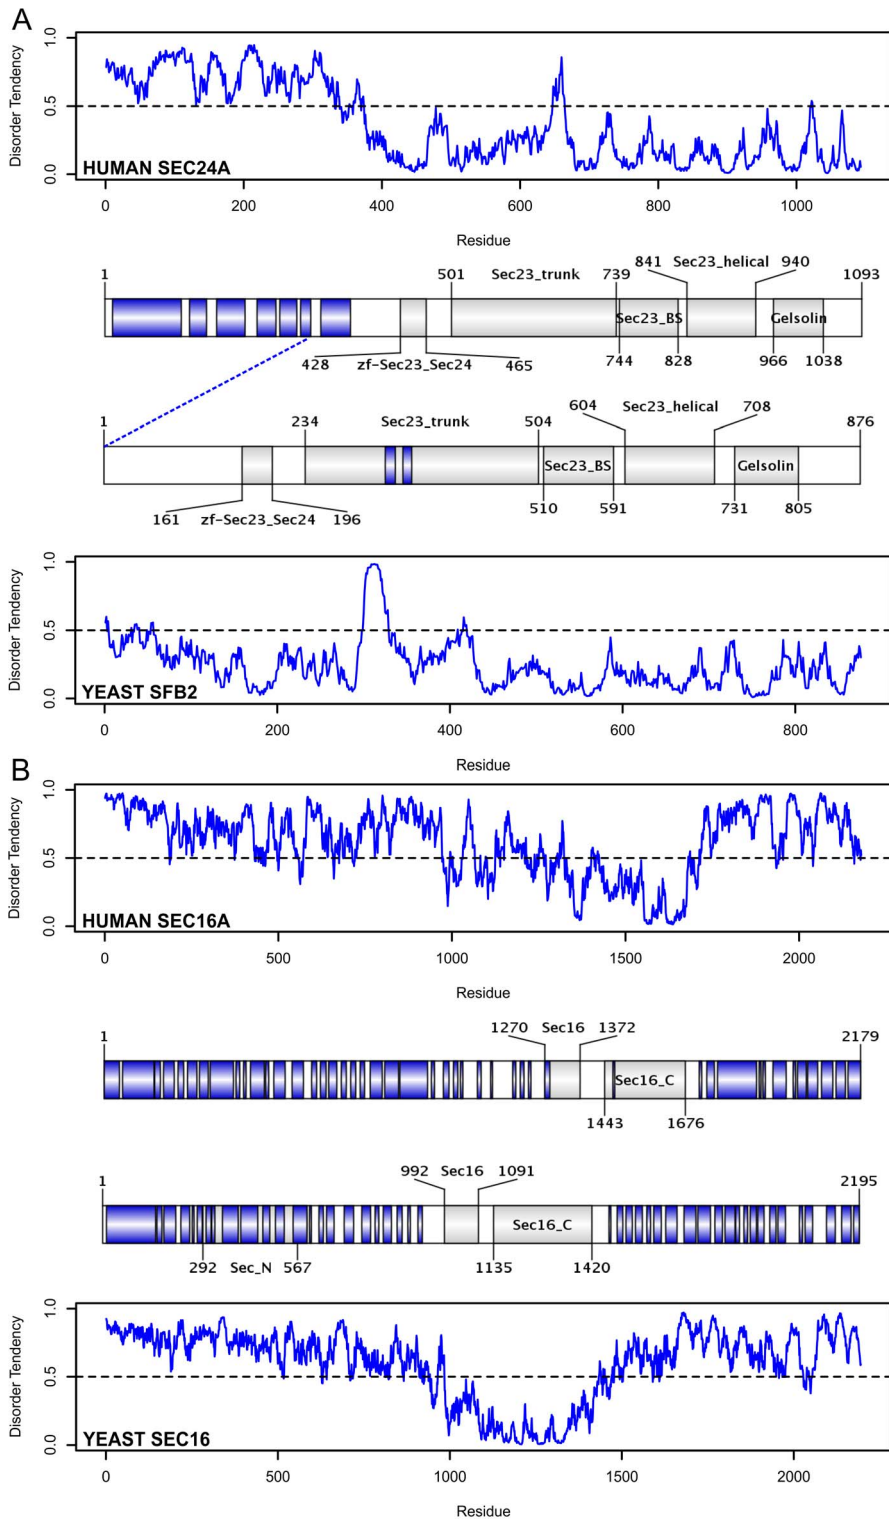 A
Disorder Tendency
1.0
0.5
0.0
HUMAN SEC24A
0 200 400 600 800 1000
Residue
841 Sec23_helical 940
1 501 Sec23_trunk 739 1093
Sec23_BS Gelsolin
428 zf-Sec23_Sec24 465 744 828 966 1038
604 Sec23_helical 708
1 234 Sec23_trunk 504 876
Sec23_BS Gelsolin
161 zf-Sec23_Sec24 196 510 591 731 805
Disorder Tendency
1.0
0.5
0.0
YEAST SFB2
0 200 400 600 800
Residue
B
Disorder Tendency
1.0
0.5
0.0
HUMAN SEC16A
0 500 1000 1500 2000
Residue
1 1270 Sec16 1372 2179
Sec16_C
1443 1676
1 992 Sec16 1091 2195
Sec16_C
292 Sec_N 567 1135 1420
Disorder Tendency
1.0
0.5
0.0
YEAST SEC16
0 500 1000 1500 2000
Residue